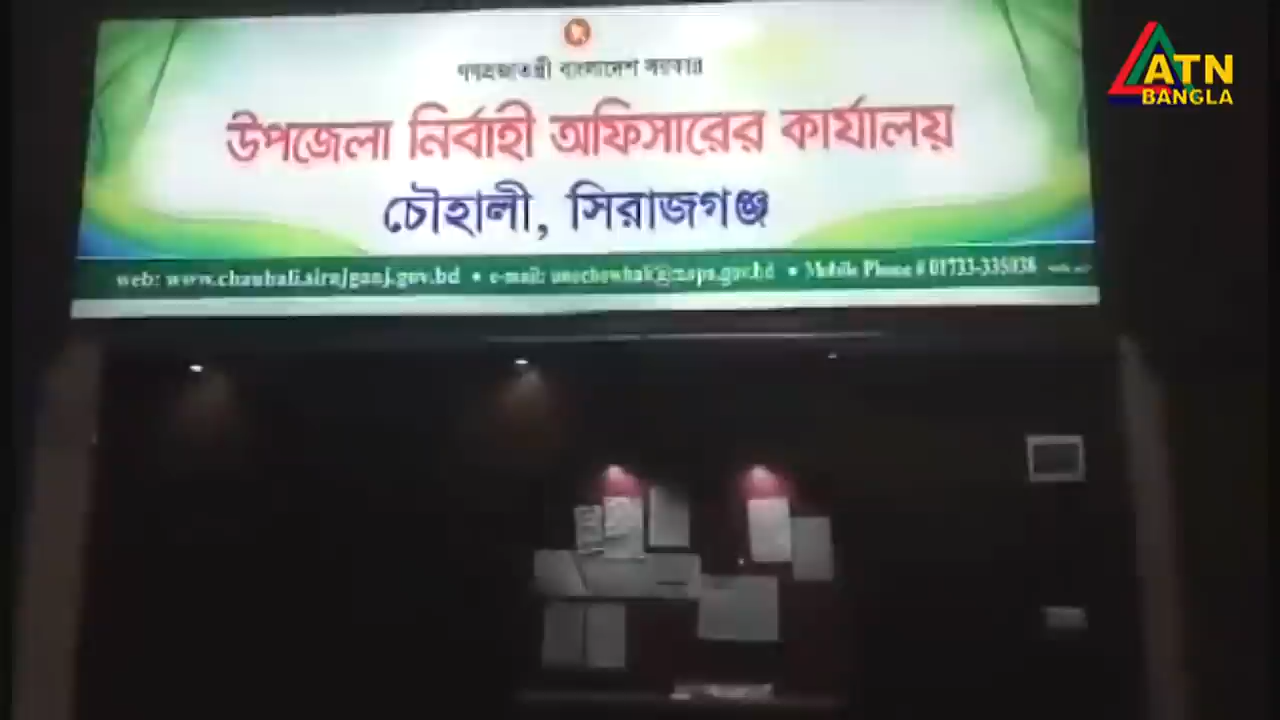 গণপ্রজাতন্ত্রী বাংলাদেশ সরকার
উপজেলা নির্বাহী অফিসারের কার্যালয়
চৌহালী, সিরাজগঞ্জ
web: www.chauhali.sirajganj.gov.bd • e-mail: • Mobile Phone # 01733-335038
ATN
BANGLA